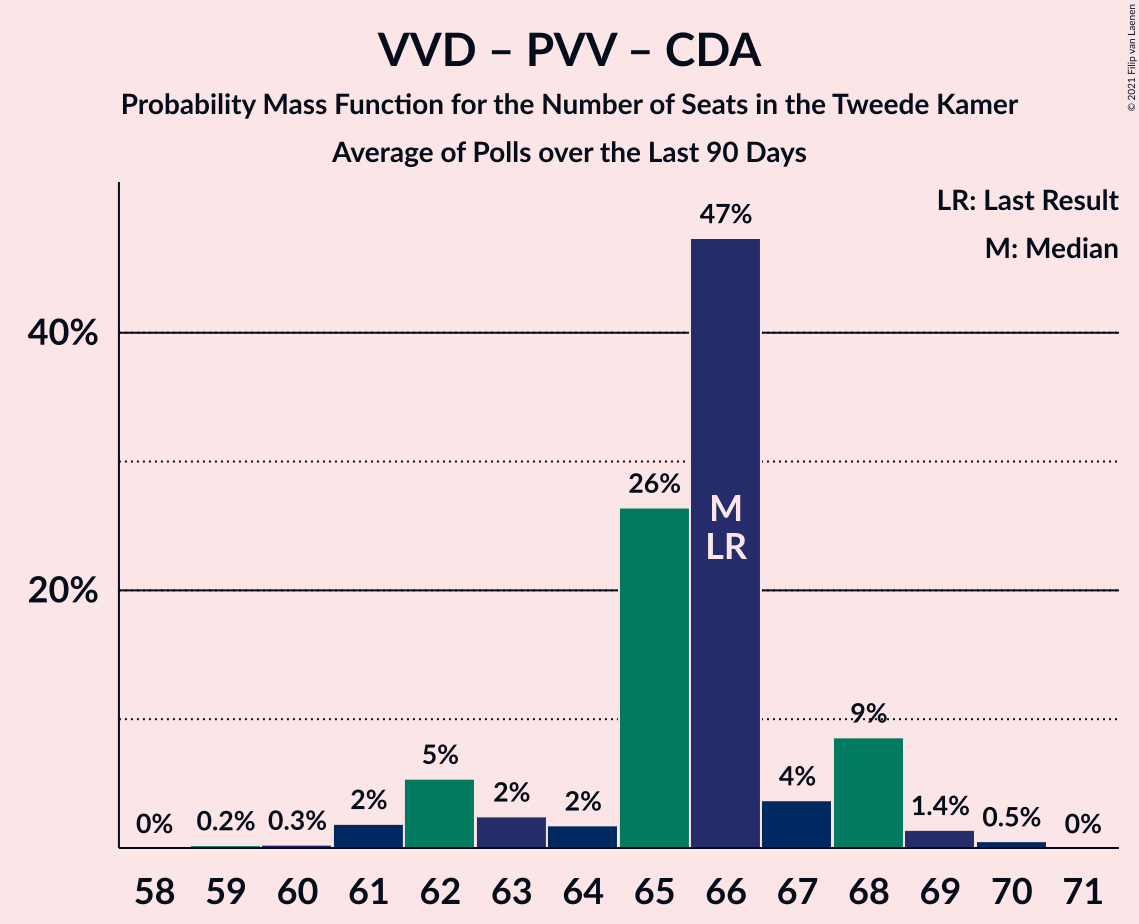 VVD – PVV – CDA
Probability Mass Function for the Number of Seats in the Tweede Kamer
Average of Polls over the Last 90 Days
© 2021 Filip van Laenen
LR: Last Result
M: Median
40%
20%
0%
0.2%
0.3%
2%
5%
2%
2%
26%
47%
M
LR
4%
9%
1.4%
0.5%
0%
58 59 60 61 62 63 64 65 66 67 68 69 70 71